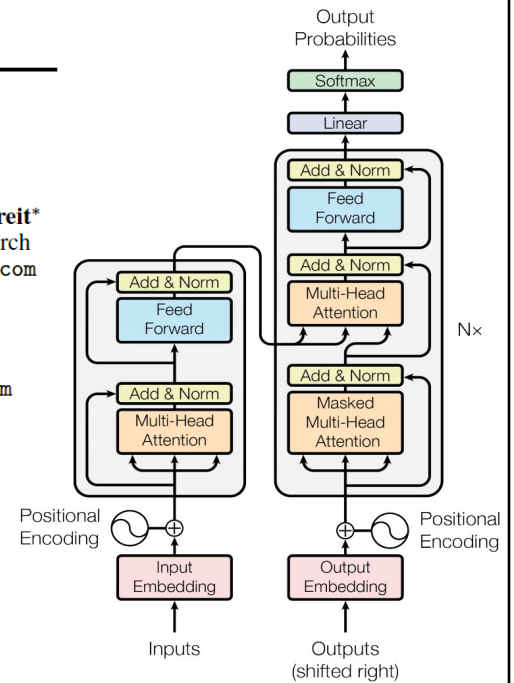 Output
Probabilities
Softmax
Linear
Add & Norm
Feed
Forward
Add & Norm
Multi-Head
Attention
Add & Norm
Masked
Multi-Head
Attention
Nx
Add & Norm
Feed
Forward
Add & Norm
Multi-Head
Attention
Positional
Encoding
Positional
Encoding
Input
Embedding
Output
Embedding
Inputs
Outputs
(shifted right)
reit*
rch
com
m